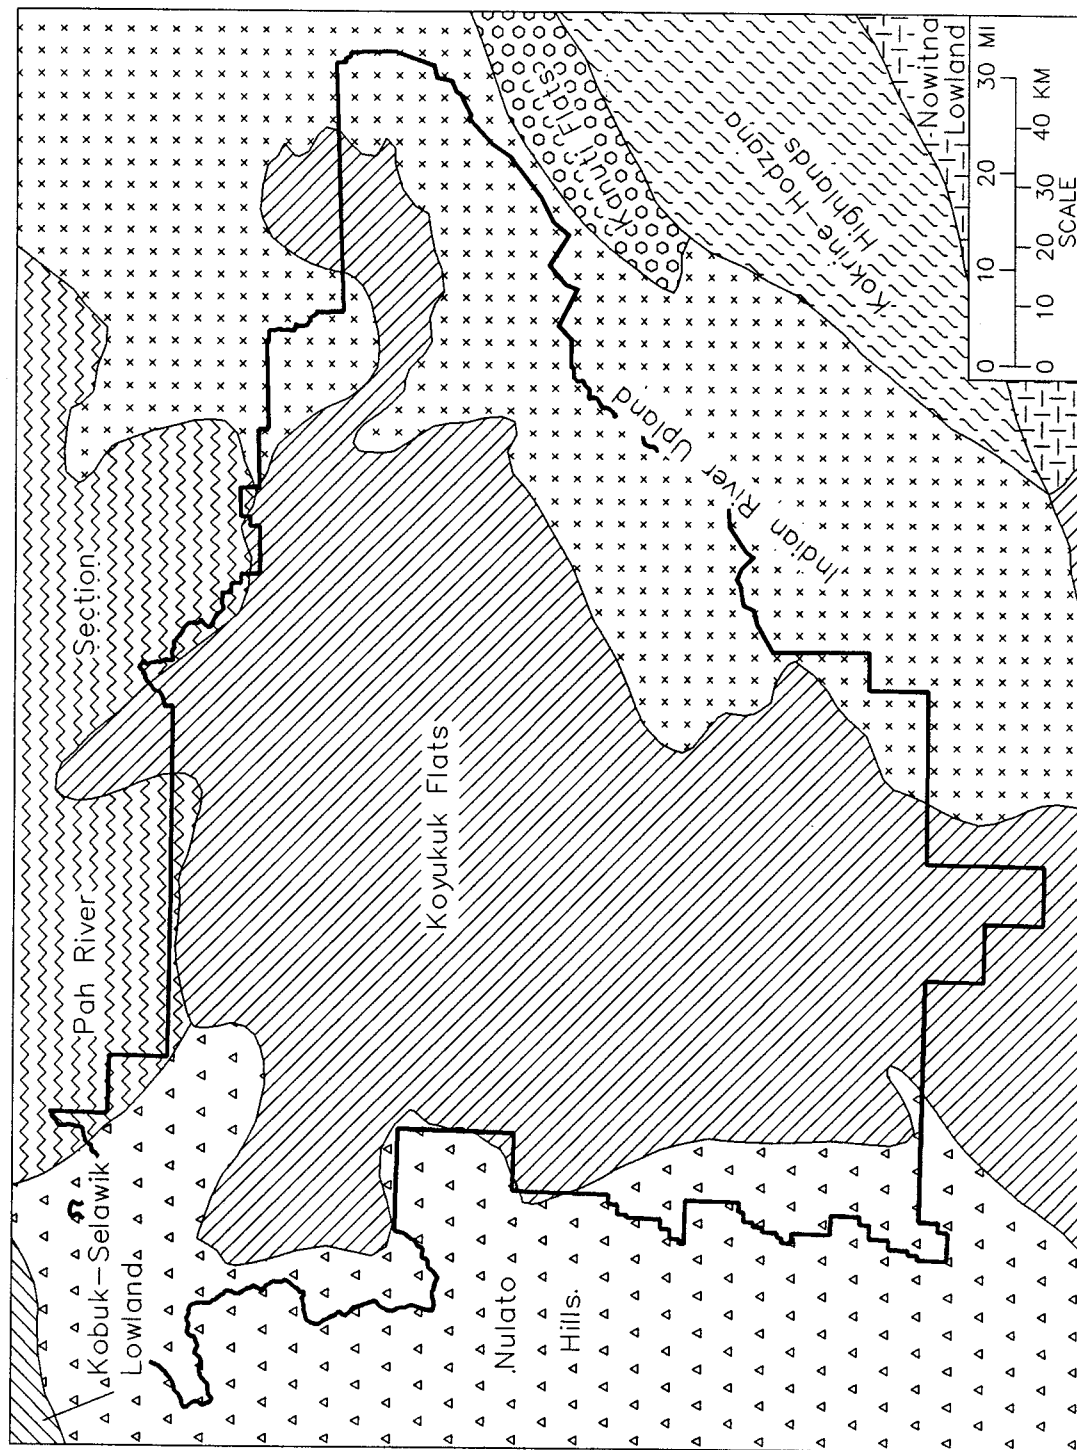 Kobuk–Selawik
Lowland
Pah River
Section
Koyukuk Flats
Nulato
Hills.
Indian River Upland
Kanuti Flats
Kokrine–Hodzana
Highlands
Nowitna
Lowland
0 10 20 30 MI
0 10 20 30 40 KM
SCALE